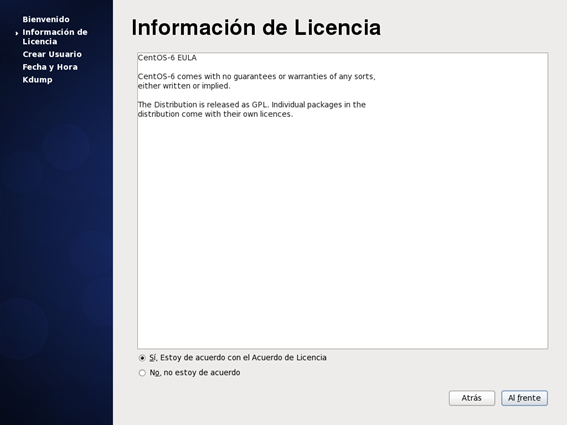 Bienvenido
Información de
Licencia
Crear Usuario
Fecha y Hora
Kdump
Información de Licencia
CentOS-6 EULA
CentOS-6 comes with no guarantees or warranties of any sorts,
either written or implied.
The Distribution is released as GPL. Individual packages in the
distribution come with their own licences.
Sí, Estoy de acuerdo con el Acuerdo de Licencia
No, no estoy de acuerdo
Atrás
Al frente